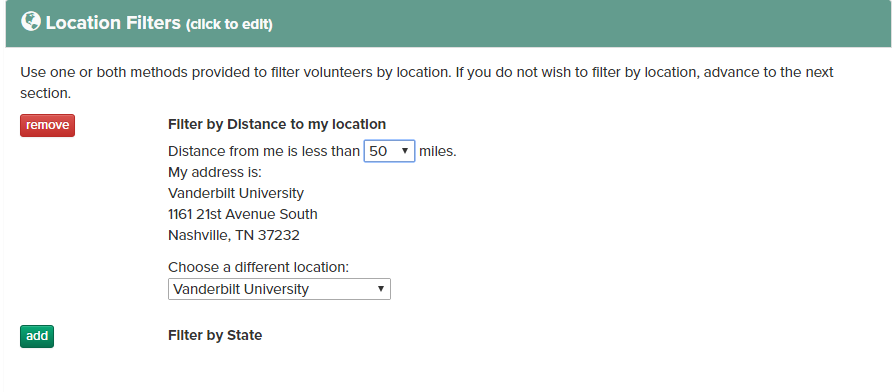 Location Filters (click to edit)
Use one or both methods provided to filter volunteers by location. If you do not wish to filter by location, advance to the next
section.
remove
Filter by Distance to my location
Distance from me is less than 50 miles.
My address is:
Vanderbilt University
1161 21st Avenue South
Nashville, TN 37232
Choose a different location:
Vanderbilt University
add
Filter by State